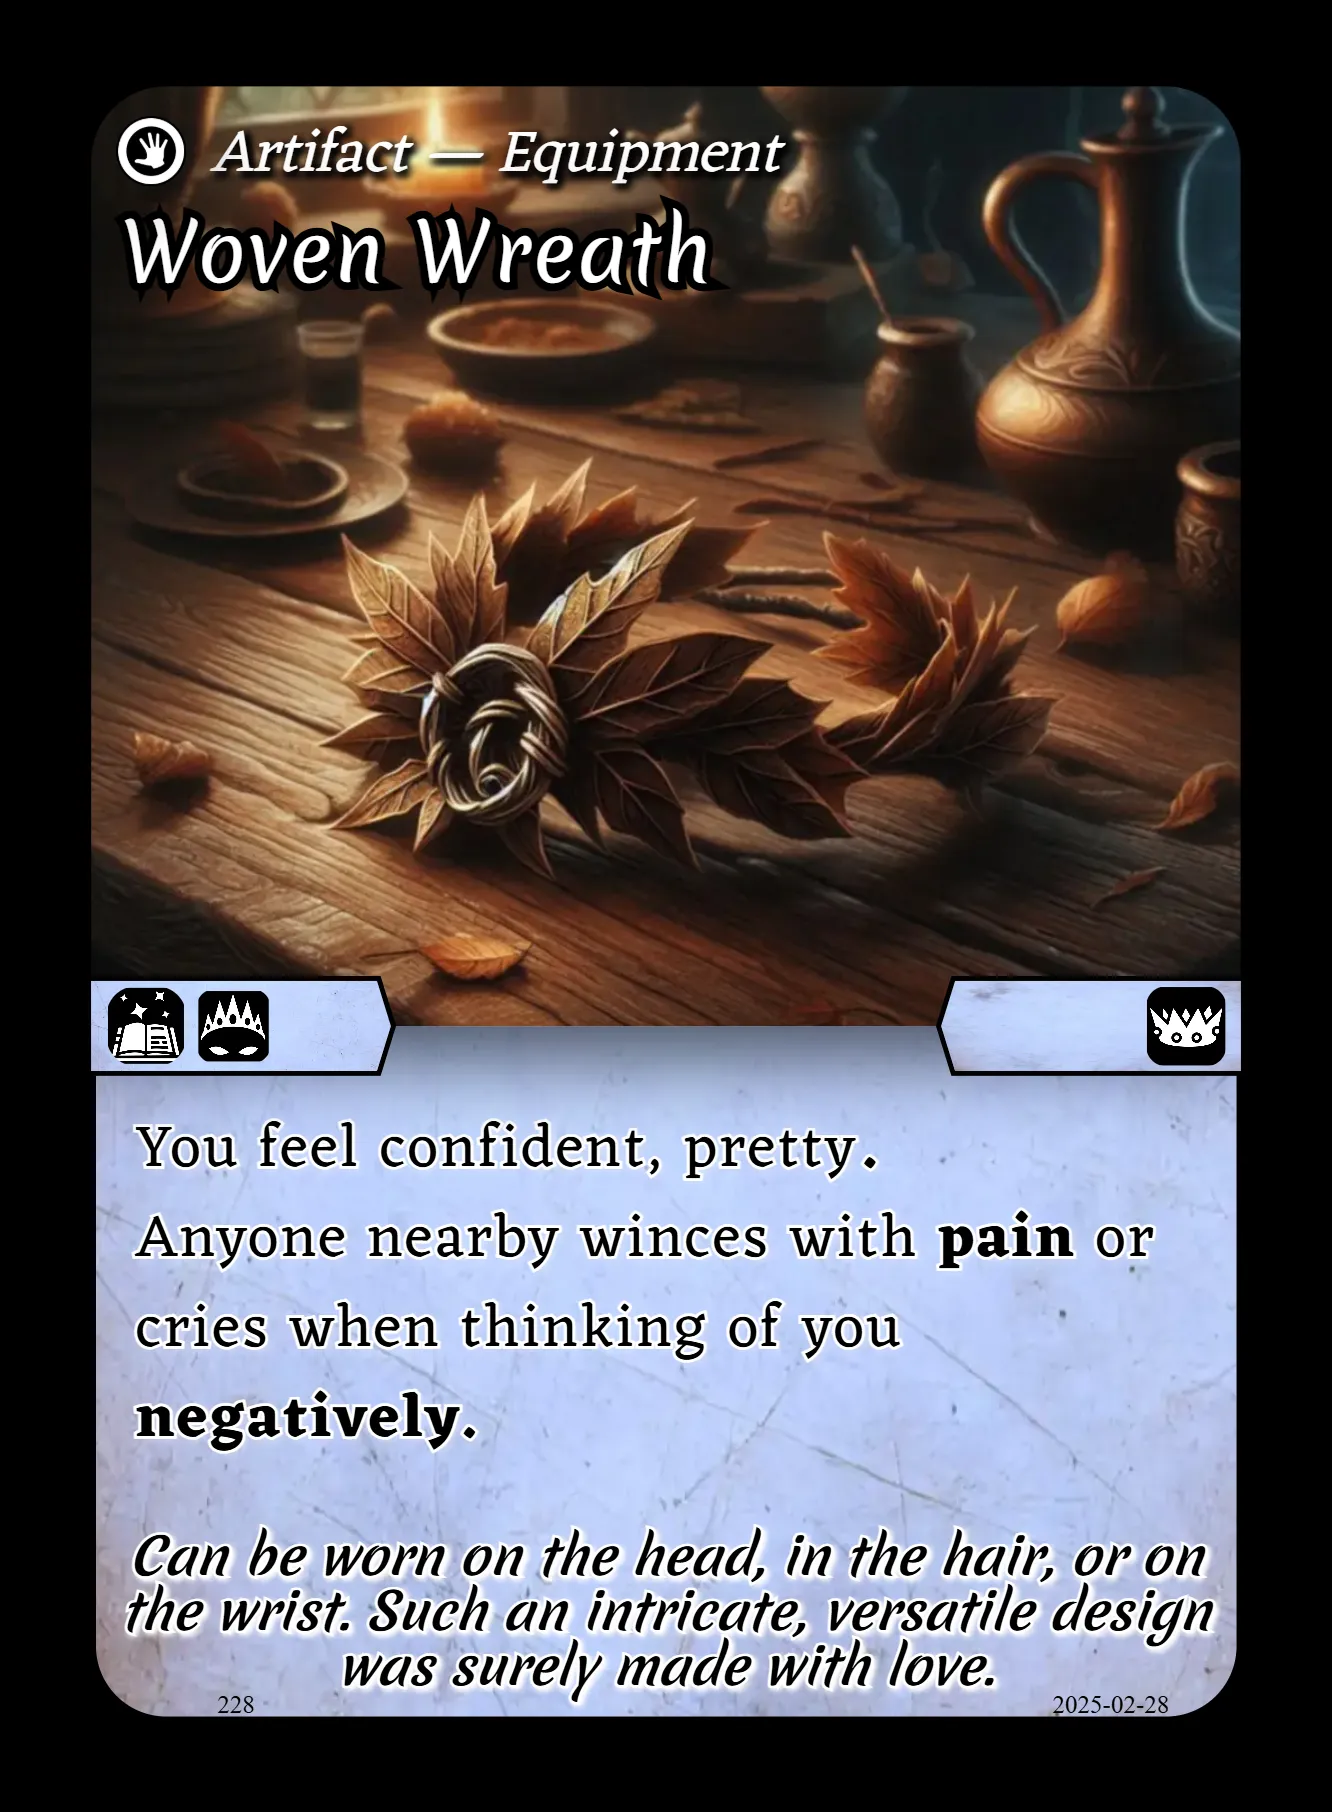 Artifact — Equipment
Woven Wreath
You feel confident, pretty.
Anyone nearby winces with pain or
cries when thinking of you
negatively.
Can be worn on the head, in the hair, or on
the wrist. Such an intricate, versatile design
was surely made with love.
228
2025-02-28